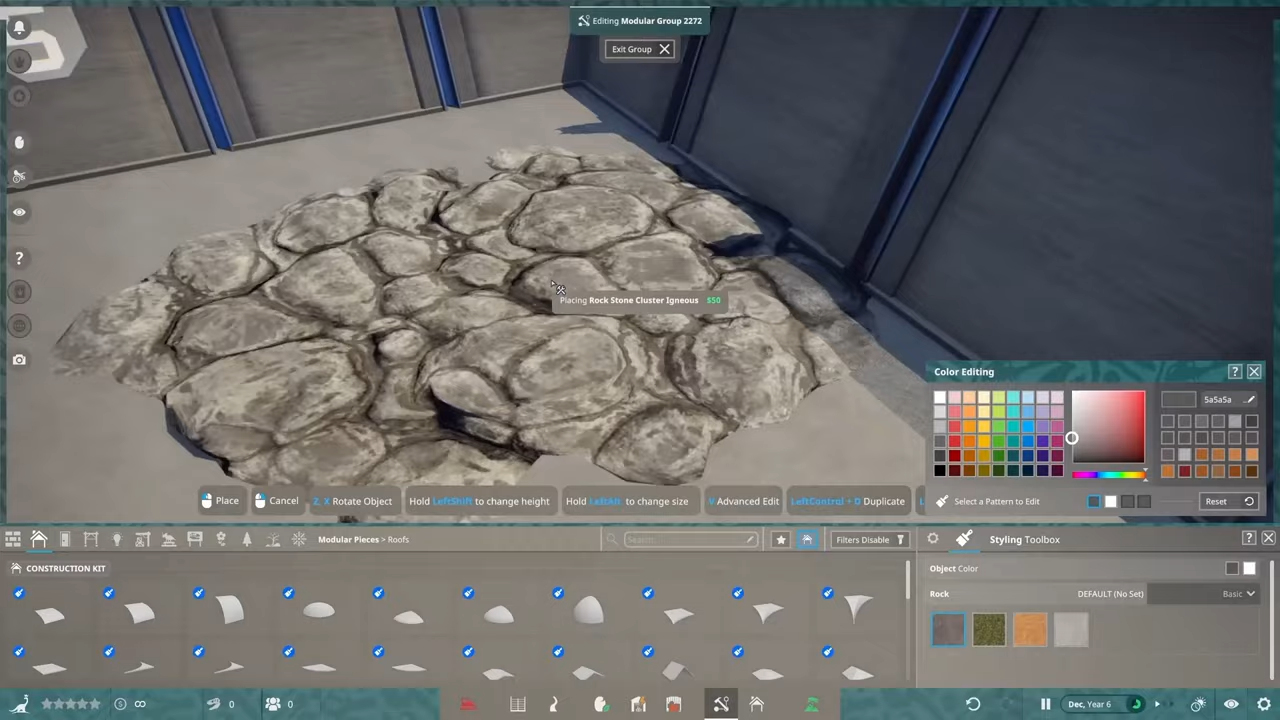 Editing Modular Group 2272
Exit Group
Placing Rock Stone Cluster Igneous $50
Color Editing
?
5a5a5a
Select a Pattern to Edit
Reset
Place
Cancel
Z, X Rotate Object
Hold LeftShift to change height
Hold LeftAlt to change size
V Advanced Edit
LeftControl + D Duplicate
?
Modular Pieces > Roofs
Search...
Filters Disable
Styling Toolbox
?
CONSTRUCTION KIT
Object Color
Rock
DEFAULT (No Set)
Basic
0
0
Dec, Year 6